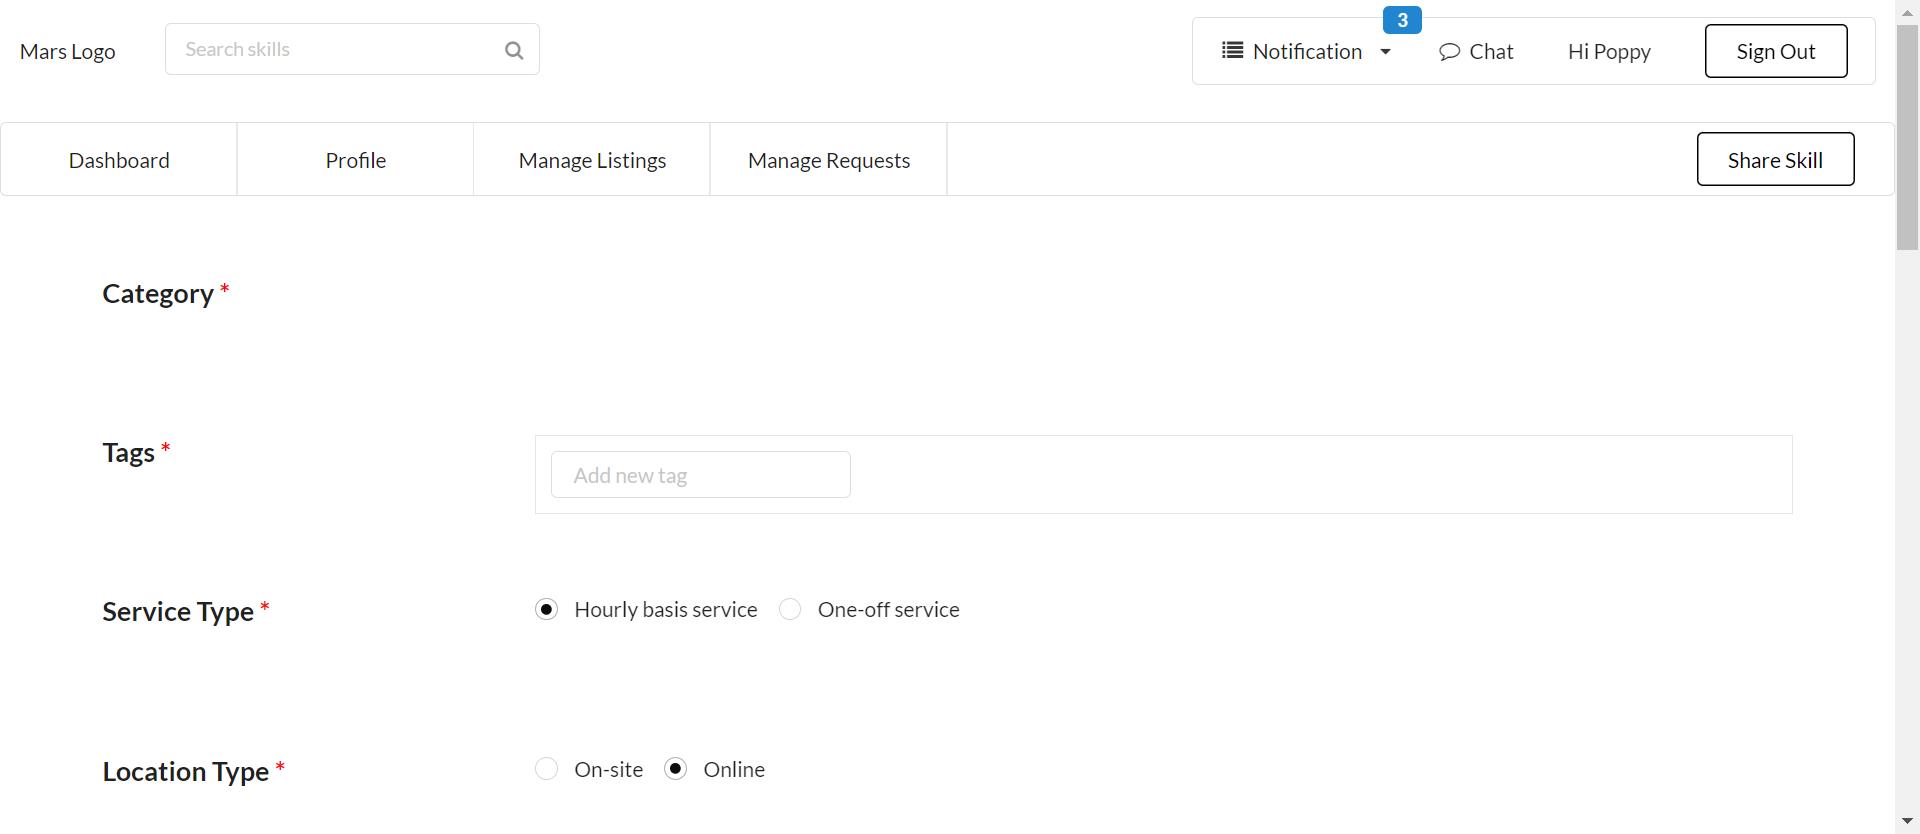 Mars Logo
Search skills
3
Notification
Chat
Hi Poppy
Sign Out
Dashboard
Profile
Manage Listings
Manage Requests
Share Skill
Category *
Tags *
Add new tag
Service Type *
Hourly basis service
One-off service
Location Type *
On-site
Online